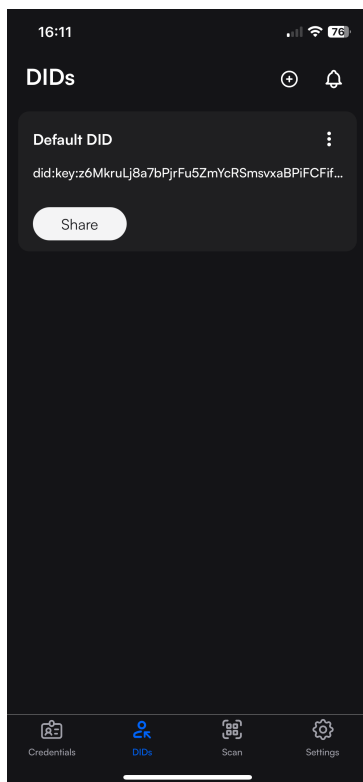 16:11
76
DIDs
Default DID
did:key:z6MkruLj8a7bPjrFu5ZmYcRSmsvxaBPiFCFif...
Share
Credentials
DIDs
Scan
Settings